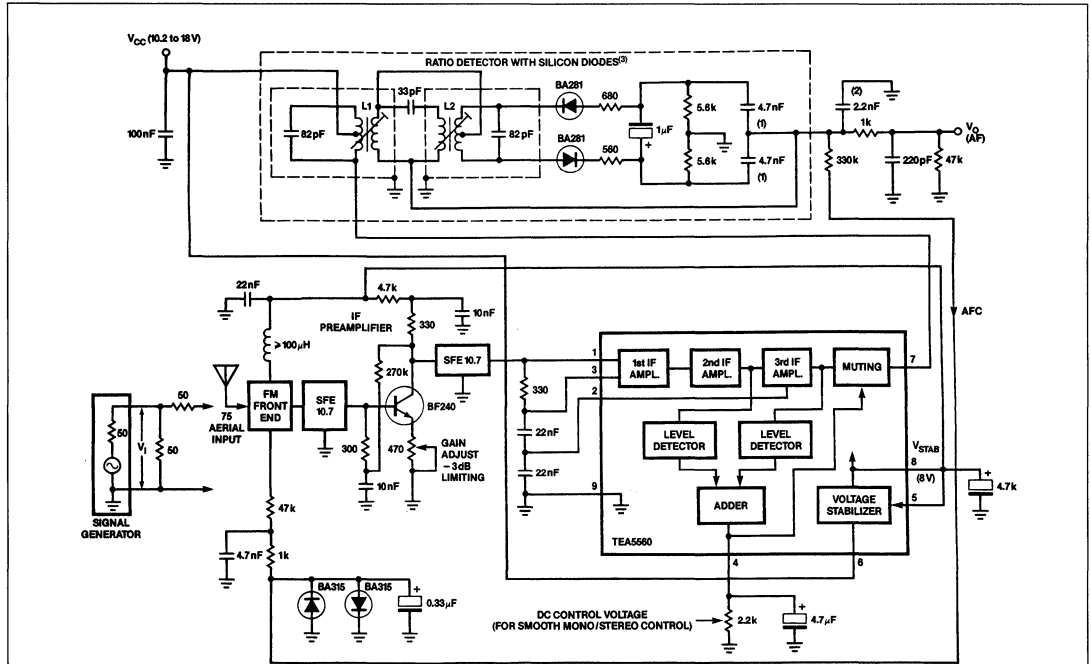 V_CC (10.2 to 18 V)
100nF
RATIO DETECTOR WITH SILICON DIODES(3)
L1
33pF
L2
82pF
82pF
BA281
680
BA281
560
1μF
+
5.6k
5.6k
4.7nF
(1)
4.7nF
(1)
(2)
2.2nF
1k
V_O
(AF)
330k
220pF
47k
AFC
22nF
4.7k
IF
PREAMPLIFIER
330
10nF
≥100μH
270k
SFE 10.7
BF240
50
50
V_I
50
SIGNAL
GENERATOR
75
AERIAL
INPUT
FM
FRONT
END
SFE
10.7
300
10nF
470
GAIN
ADJUST
−3dB
LIMITING
330
22nF
22nF
1
3
2
9
1st IF
AMPL.
2nd IF
AMPL.
3rd IF
AMPL.
MUTING
7
LEVEL
DETECTOR
LEVEL
DETECTOR
ADDER
V_STAB
8
(8 V)
VOLTAGE
STABILIZER
5
+
4.7k
TEA5560
4
6
47k
4.7nF
1k
BA315
BA315
+
0.33μF
DC CONTROL VOLTAGE
(FOR SMOOTH MONO/STEREO CONTROL)
2.2k
+
4.7μF